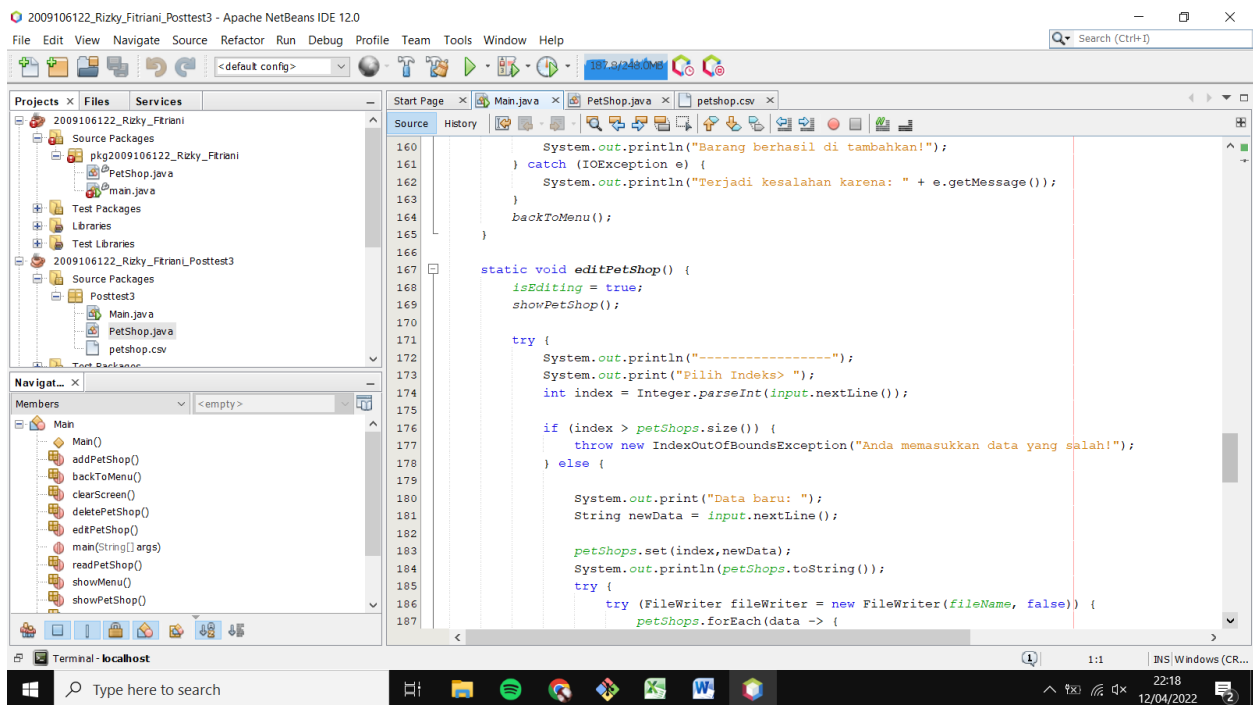 2009106122_Rizky_Fitriani_Posttest3 - Apache NetBeans IDE 12.0
File Edit View Navigate Source Refactor Run Debug Profile Team Tools Window Help
Search (Ctrl+I)
<default config>
187.8/248.0MB
Projects Files Services
Start Page Main.java PetShop.java petshop.csv
Source History
2009106122_Rizky_Fitriani
Source Packages
pkg2009106122_Rizky_Fitriani
PetShop.java
main.java
Test Packages
Libraries
Test Libraries
2009106122_Rizky_Fitriani_Posttest3
Source Packages
Posttest3
Main.java
PetShop.java
petshop.csv
Test Packages
Navigat...
Members <empty>
Main
Main()
addPetShop()
backToMenu()
clearScreen()
deletePetShop()
editPetShop()
main(String[] args)
readPetShop()
showMenu()
showPetShop()
160 System.out.println("Barang berhasil di tambahkan!");
161 } catch (IOException e) {
162 System.out.println("Terjadi kesalahan karena: " + e.getMessage());
163 }
164 backToMenu();
165 }
166
167 static void editPetShop() {
168 isEditing = true;
169 showPetShop();
170
171 try {
172 System.out.println("-----------------");
173 System.out.print("Pilih Indeks> ");
174 int index = Integer.parseInt(input.nextLine());
175
176 if (index > petShops.size()) {
177 throw new IndexOutOfBoundsException("Anda memasukkan data yang salah!");
178 } else {
179
180 System.out.print("Data baru: ");
181 String newData = input.nextLine();
182
183 petShops.set(index,newData);
184 System.out.println(petShops.toString());
185 try {
186 try (FileWriter fileWriter = new FileWriter(fileName, false)) {
187 petShops.forEach(data -> {
Terminal - localhost
1
1:1
INS Windows (CR...
Type here to search
22:18
12/04/2022
2